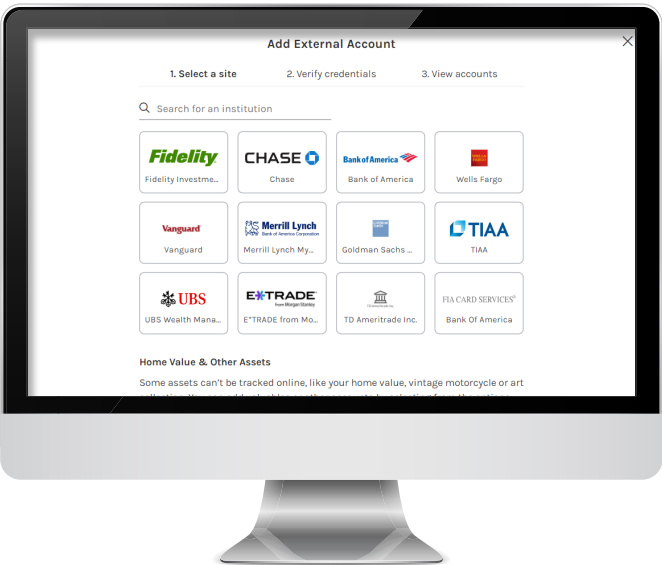 Add External Account
1. Select a site
2. Verify credentials
3. View accounts
Search for an institution
Fidelity
CHASE
Bank of America
WELLS
FARGO
Fidelity Investme...
Chase
Bank of America
Wells Fargo
Vanguard
Merrill Lynch
Bank of America Corporation
Goldman
Sachs
TIAA
Vanguard
Merrill Lynch My...
Goldman Sachs ...
TIAA
UBS
E*TRADE
from Morgan Stanley
FIA CARD SERVICES®
UBS Wealth Mana...
E*TRADE from Mo...
TD Ameritrade Inc.
Bank Of America
Home Value & Other Assets
Some assets can't be tracked online, like your home value, vintage motorcycle or art